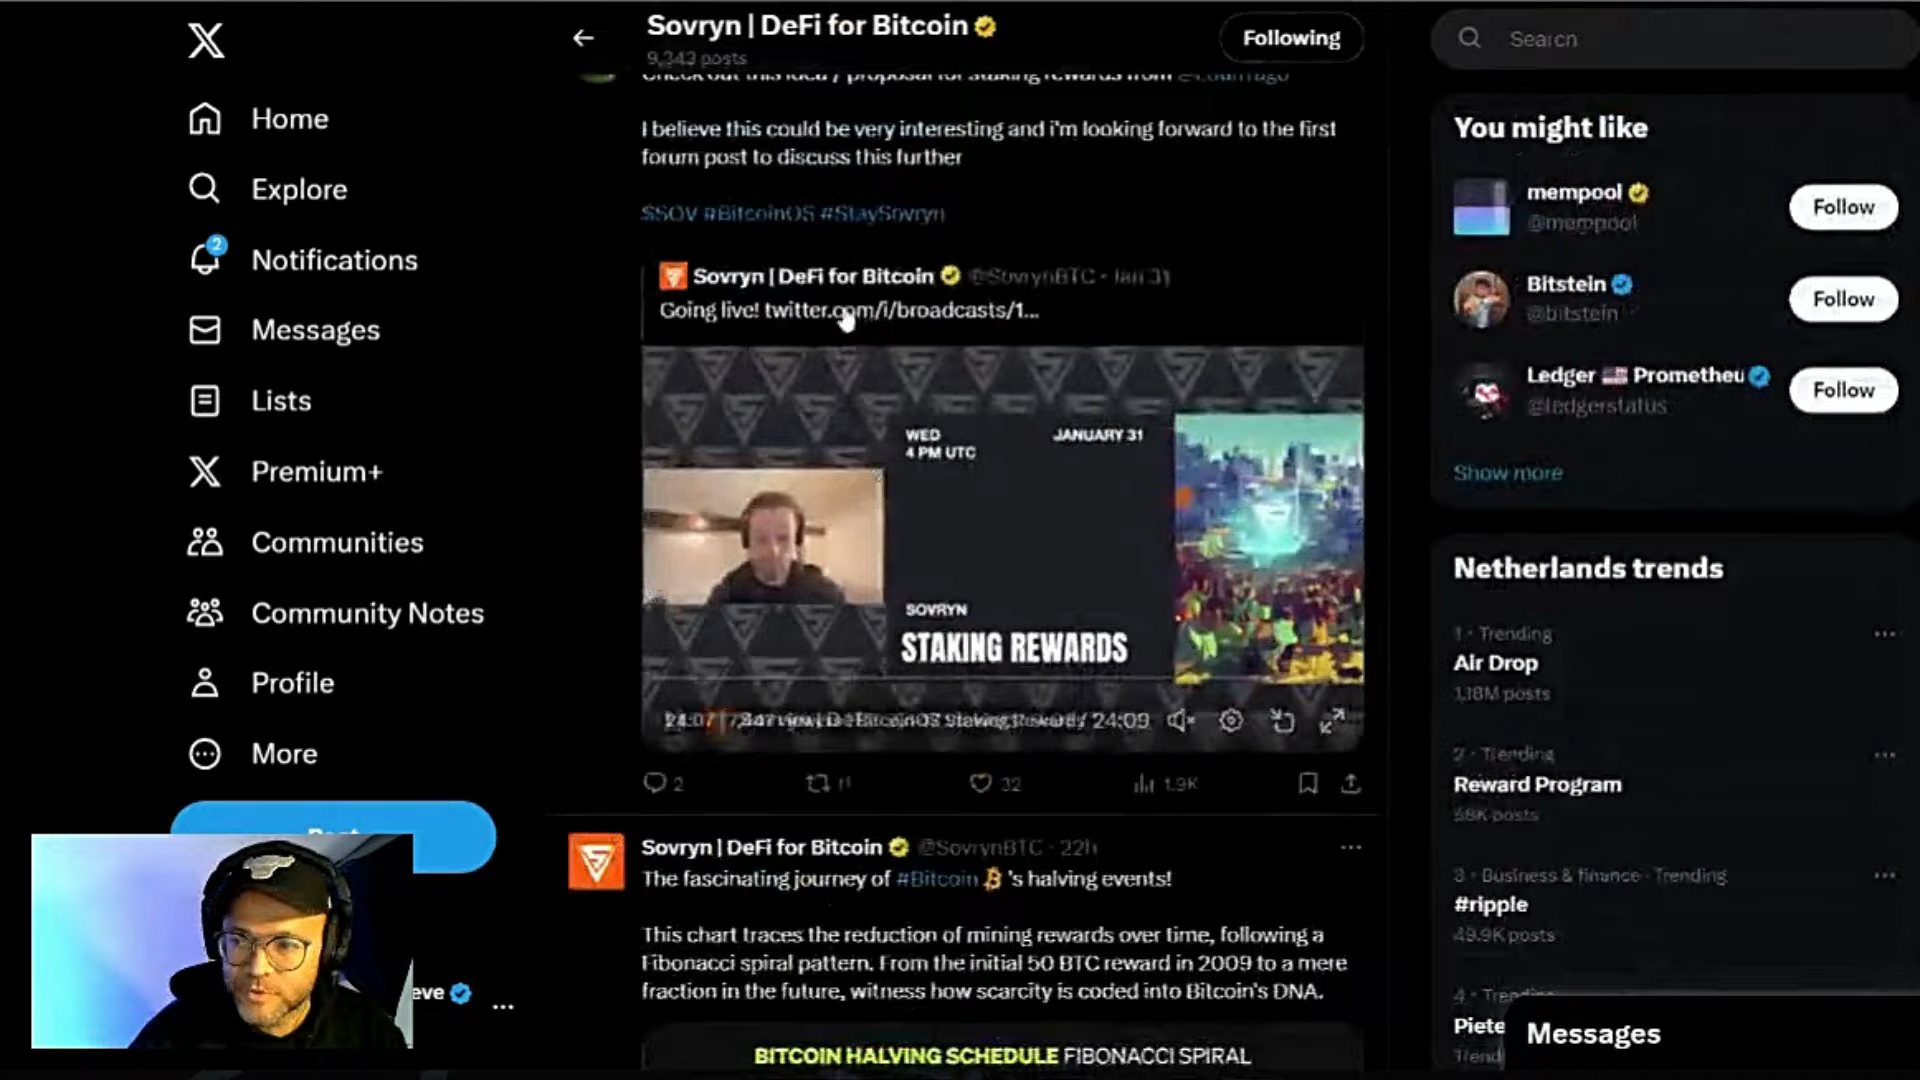 Sovryn | DeFi for Bitcoin
9,343 posts
Following
Search
Home
Explore
2
Notifications
Messages
Lists
Premium+
Communities
Community Notes
Profile
More
Post
eve
Check out this idea / proposal for staking rewards from
I believe this could be very interesting and i'm looking forward to the first
forum post to discuss this further
$SOV #BitcoinOS #StaySovryn
Sovryn | DeFi for Bitcoin @SovrynBTC · Jan 31
Going live! twitter.com/i/broadcasts/1...
WED
4 PM UTC
JANUARY 31
SOVRYN
STAKING REWARDS
24:07
24:09
2
11
32
1.9K
Sovryn | DeFi for Bitcoin @SovrynBTC · 22h
The fascinating journey of #Bitcoin 's halving events!
This chart traces the reduction of mining rewards over time, following a
Fibonacci spiral pattern. From the initial 50 BTC reward in 2009 to a mere
fraction in the future, witness how scarcity is coded into Bitcoin's DNA.
BITCOIN HALVING SCHEDULE FIBONACCI SPIRAL
You might like
mempool
@mempool
Follow
Bitstein
@bitstein
Follow
Ledger Prometheu
@ledgerstatus
Follow
Show more
Netherlands trends
1 · Trending
Air Drop
1.18M posts
2 · Trending
Reward Program
58K posts
3 · Business & finance · Trending
#ripple
49.9K posts
4 · Trending
Piete
Trend
Messages